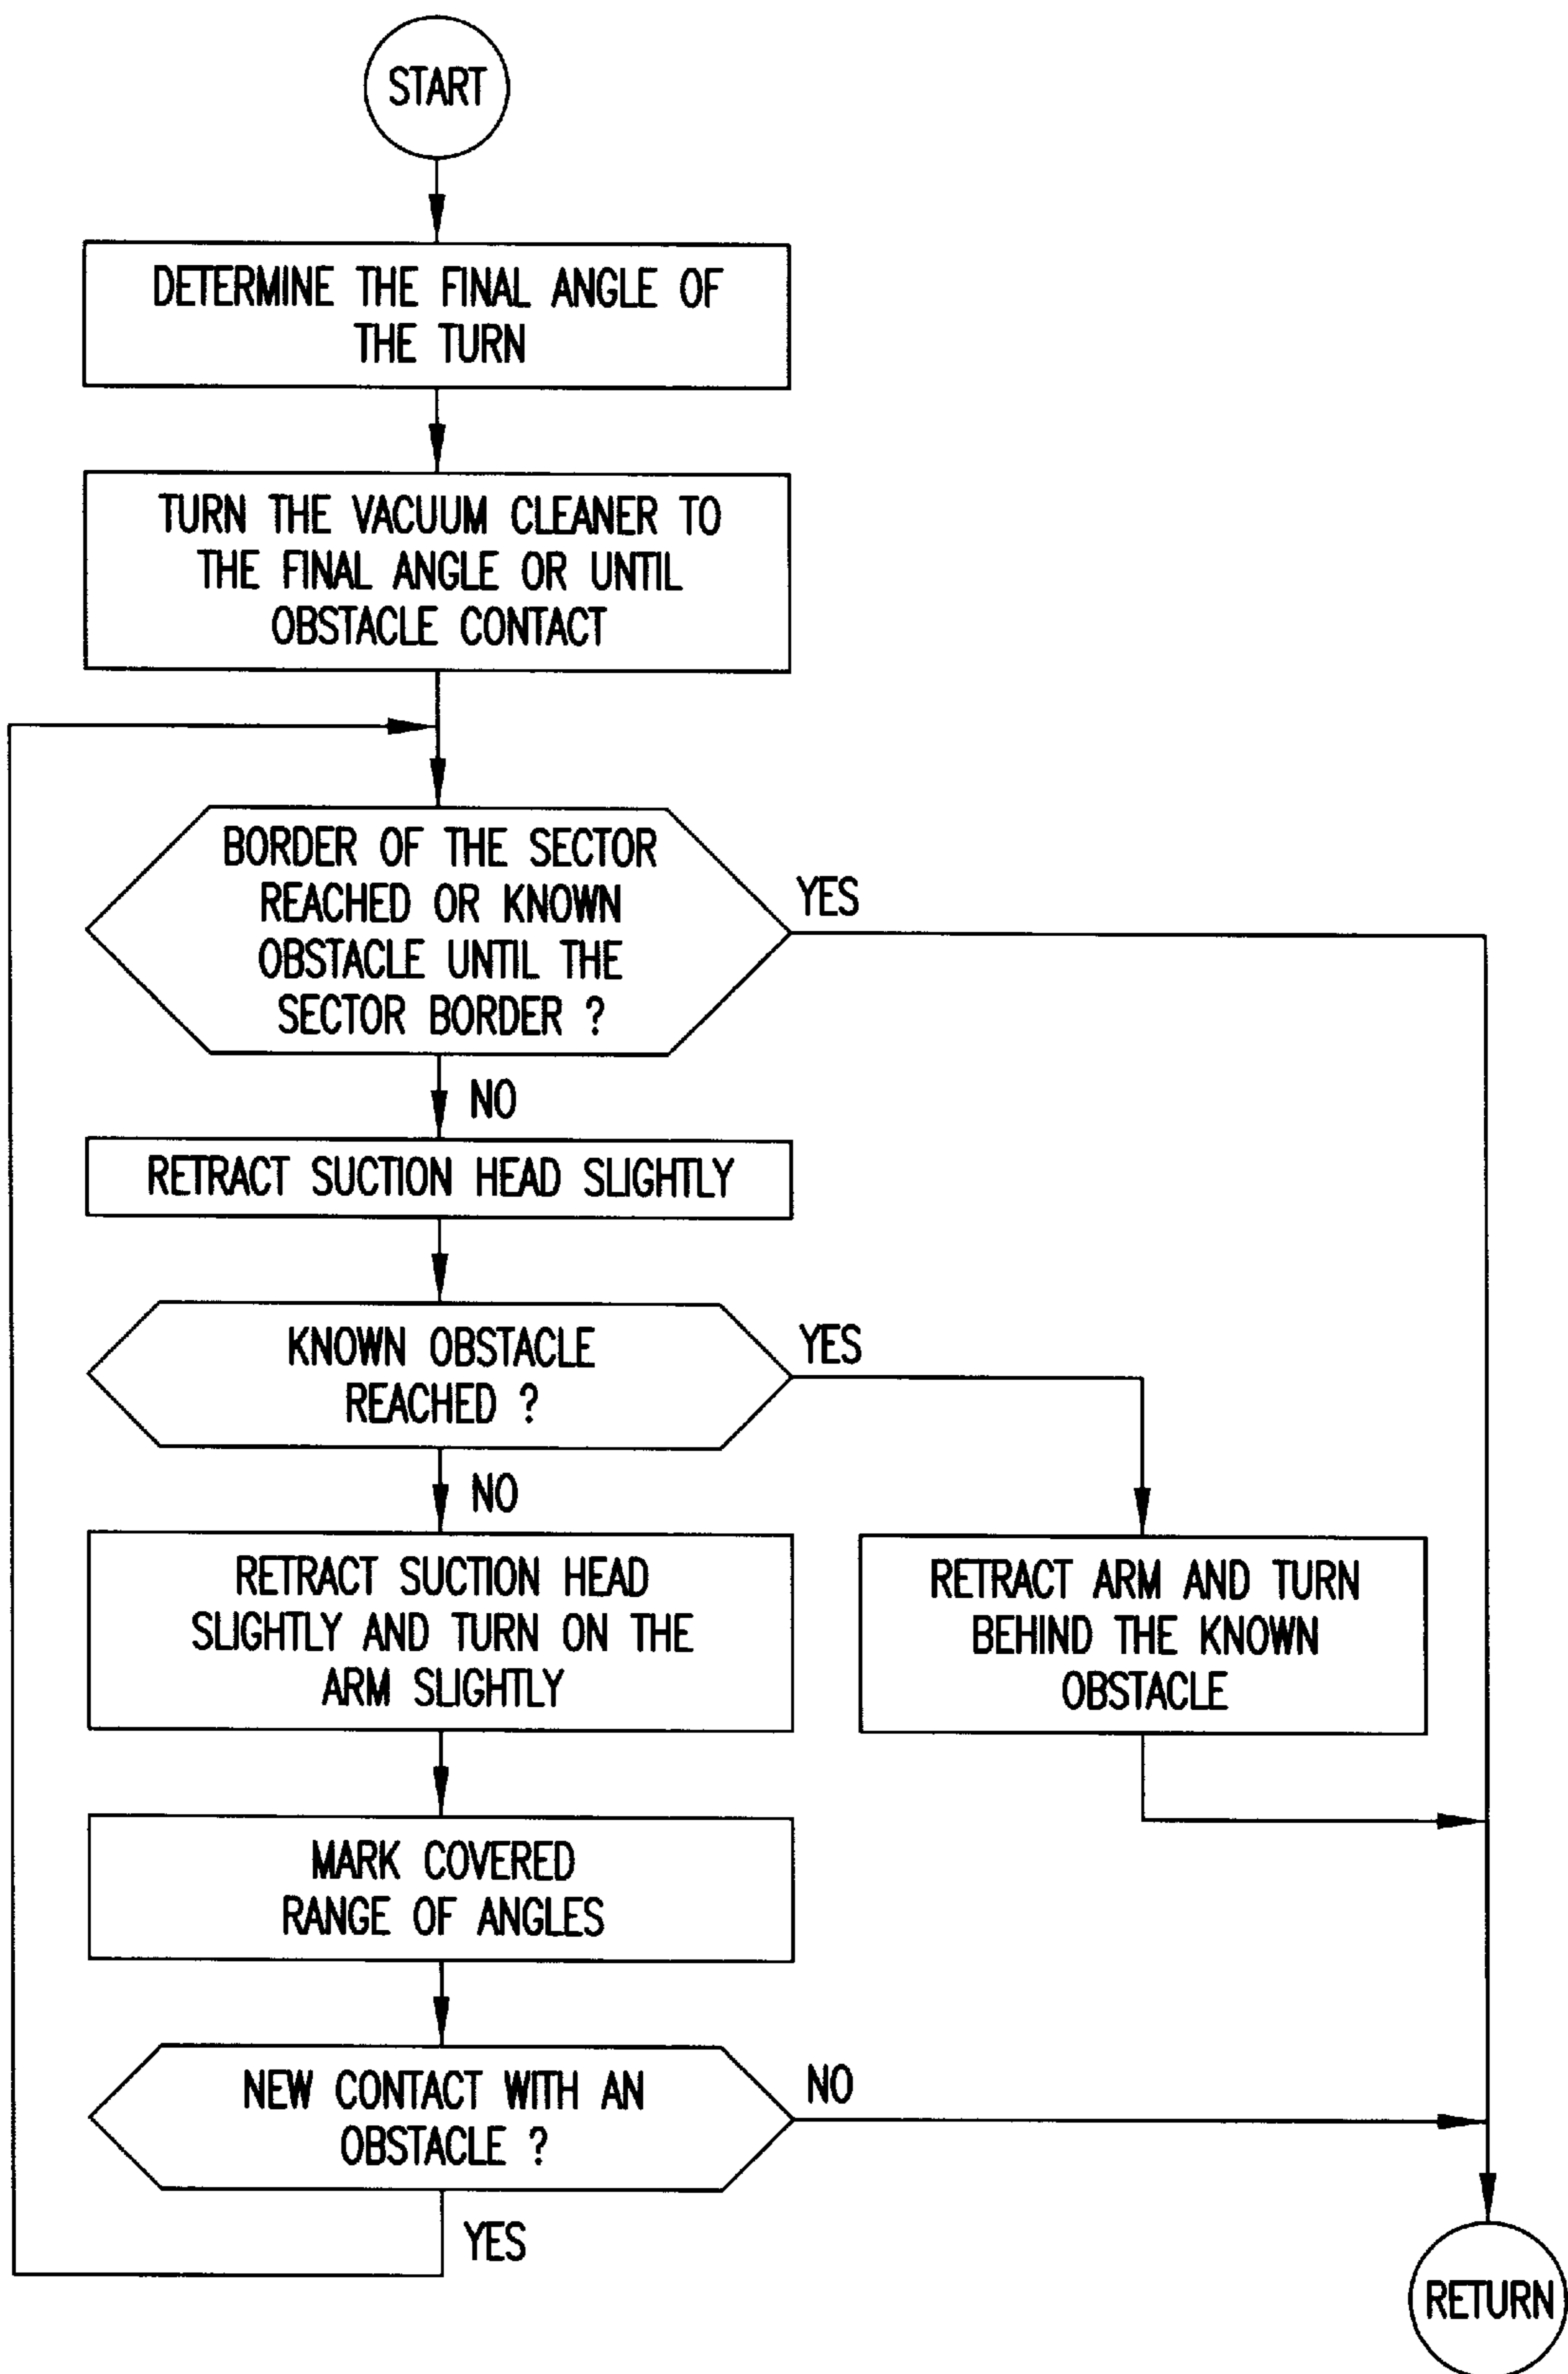 START
DETERMINE THE FINAL ANGLE OF
THE TURN
TURN THE VACUUM CLEANER TO
THE FINAL ANGLE OR UNTIL
OBSTACLE CONTACT
BORDER OF THE SECTOR
REACHED OR KNOWN
OBSTACLE UNTIL THE
SECTOR BORDER ?
YES
NO
RETRACT SUCTION HEAD SLIGHTLY
KNOWN OBSTACLE
REACHED ?
YES
NO
RETRACT SUCTION HEAD
SLIGHTLY AND TURN ON THE
ARM SLIGHTLY
RETRACT ARM AND TURN
BEHIND THE KNOWN
OBSTACLE
MARK COVERED
RANGE OF ANGLES
NEW CONTACT WITH AN
OBSTACLE ?
NO
YES
RETURN